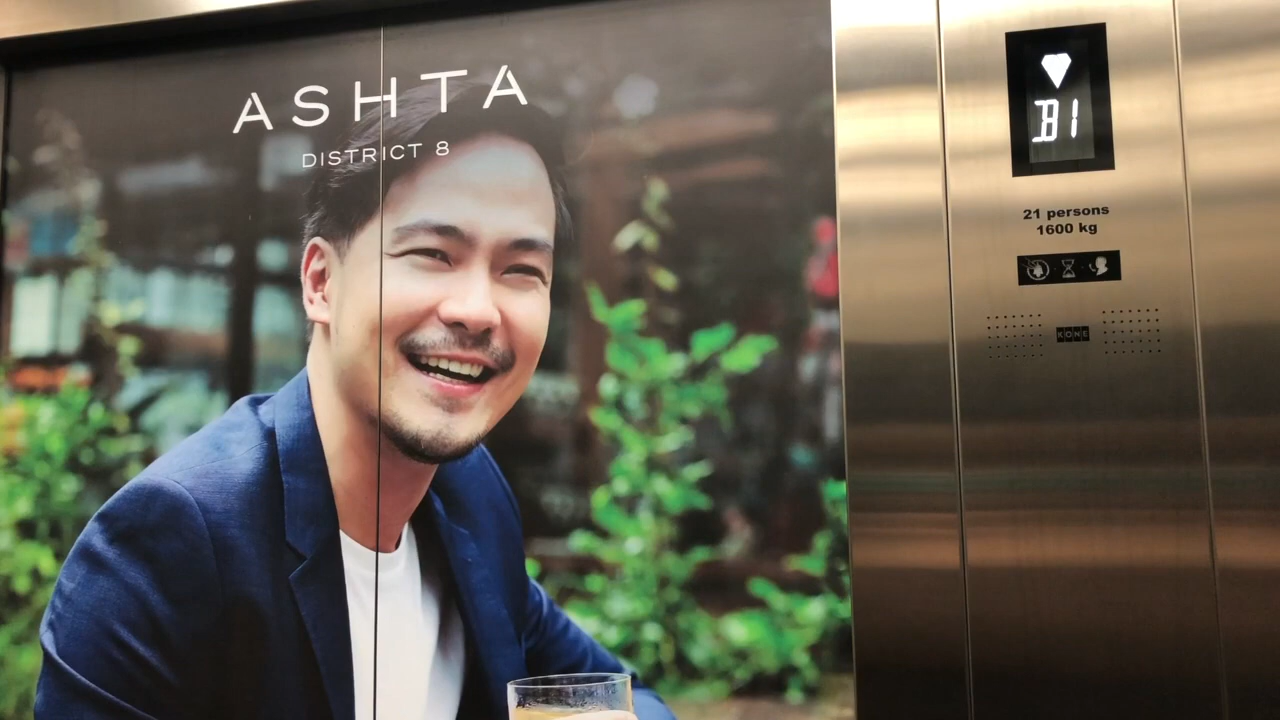 ASHTA
DISTRICT 8
B1
21 persons
1600 kg
KONE